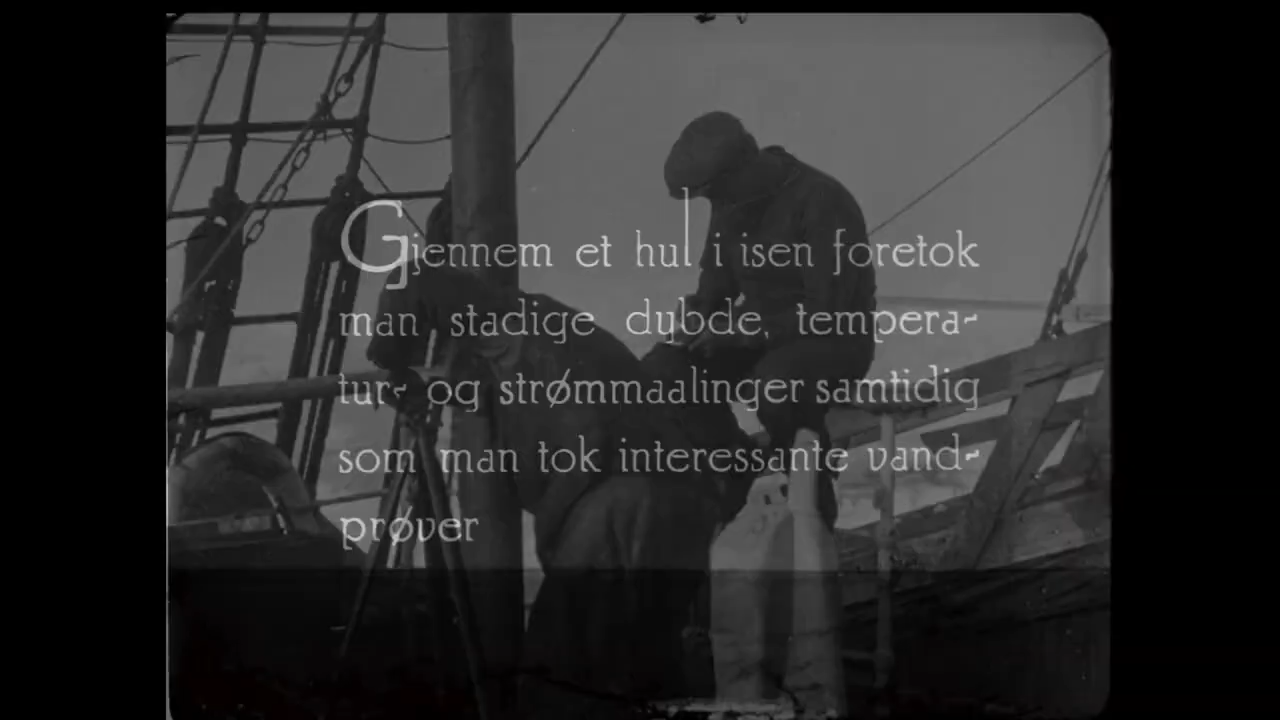 Gjennem et hul i isen foretok
man stadige dybde, tempera-
tur- og strømmaalinger samtidig
som man tok interessante vand-
prøver